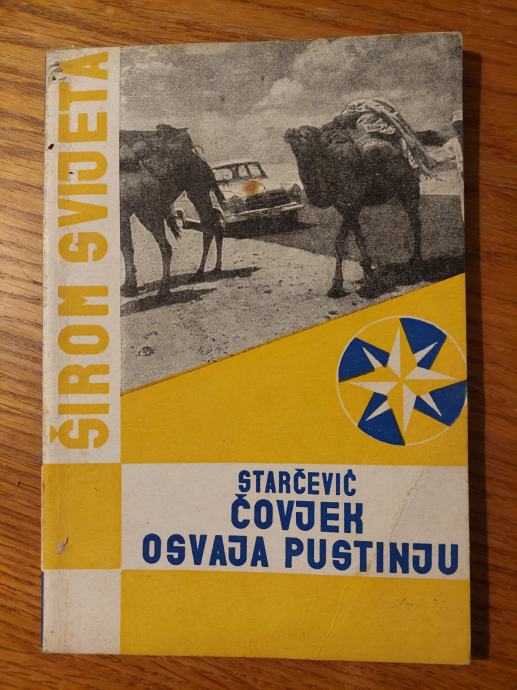 ŠIROM SVIJETA
STARČEVIĆ
ČOVJEK
OSVAJA PUSTINJU